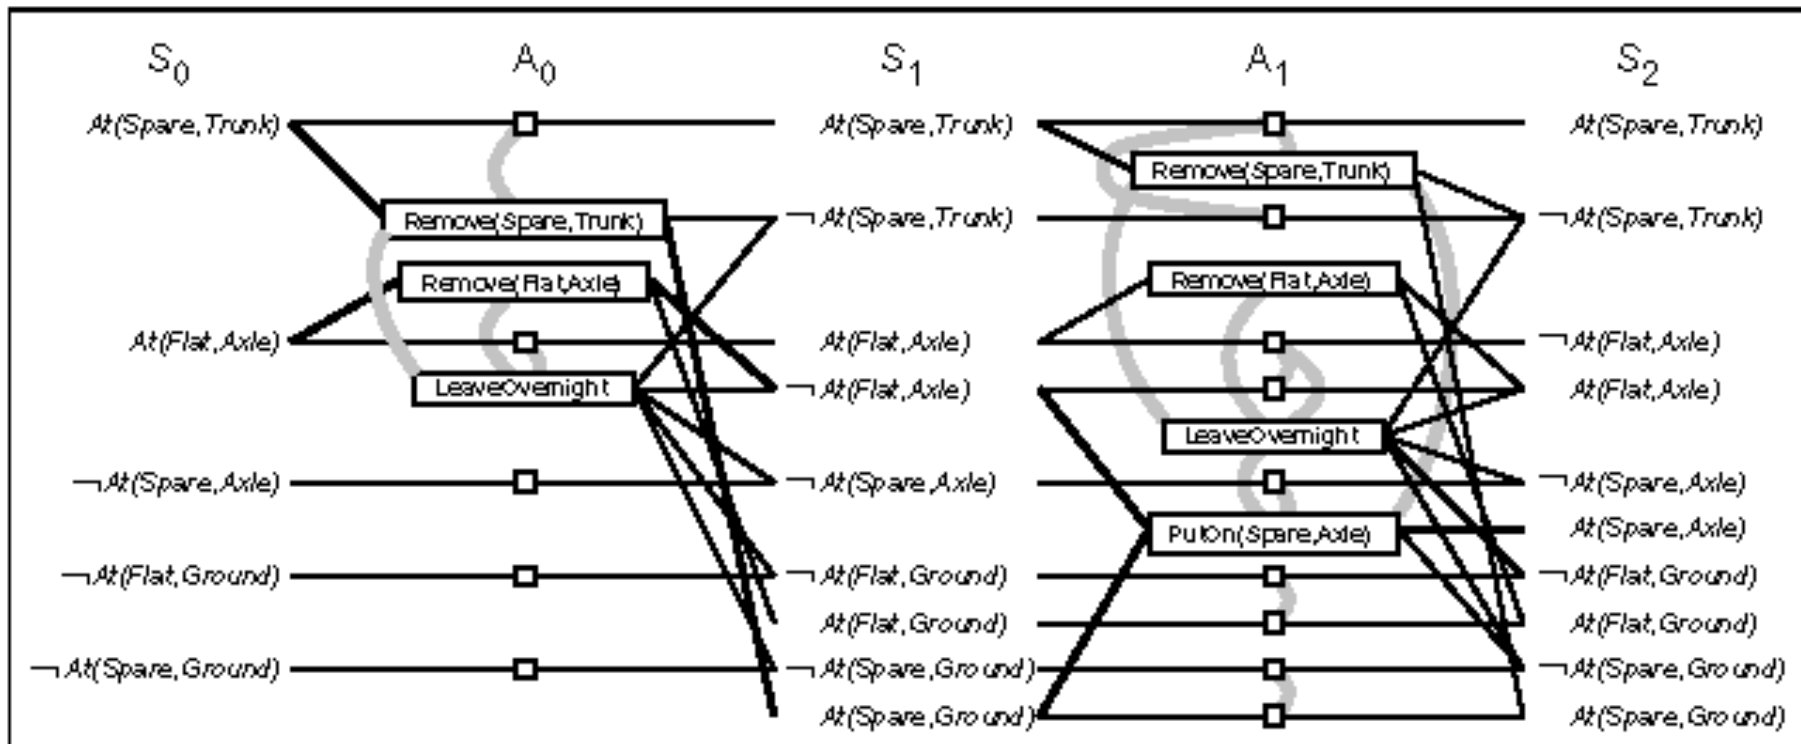 S0 A0 S1 A1 S2
At(Spare,Trunk) At(Spare,Trunk) At(Spare,Trunk)
Remove(Spare,Trunk)
Remove(Spare,Trunk) ¬At(Spare,Trunk) ¬At(Spare,Trunk)
Remove(Flat,Axle) Remove(Flat,Axle)
At(Flat,Axle) At(Flat,Axle) ¬At(Flat,Axle)
LeaveOvernight ¬At(Flat,Axle) At(Flat,Axle)
LeaveOvernight
¬At(Spare,Axle) ¬At(Spare,Axle) ¬At(Spare,Axle)
PutOn(Spare,Axle) At(Spare,Axle)
¬At(Flat,Ground) ¬At(Flat,Ground) ¬At(Flat,Ground)
At(Flat,Ground) At(Flat,Ground)
¬At(Spare,Ground) ¬At(Spare,Ground) ¬At(Spare,Ground)
At(Spare,Ground) At(Spare,Ground)